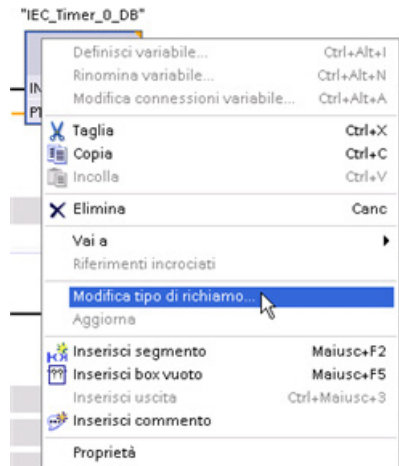 "IEC_Timer_0_DB"
IN
PT
Definisci variabile... Ctrl+Alt+I
Rinomina variabile... Ctrl+Alt+N
Modifica connessioni variabile... Ctrl+Alt+A
Taglia Ctrl+X
Copia Ctrl+C
Incolla Ctrl+V
Elimina Canc
Vai a
Riferimenti incrociati
Modifica tipo di richiamo...
Aggiorna
Inserisci segmento Maiusc+F2
Inserisci box vuoto Maiusc+F5
Inserisci uscita Ctrl+Maiusc+3
Inserisci commento
Proprietà